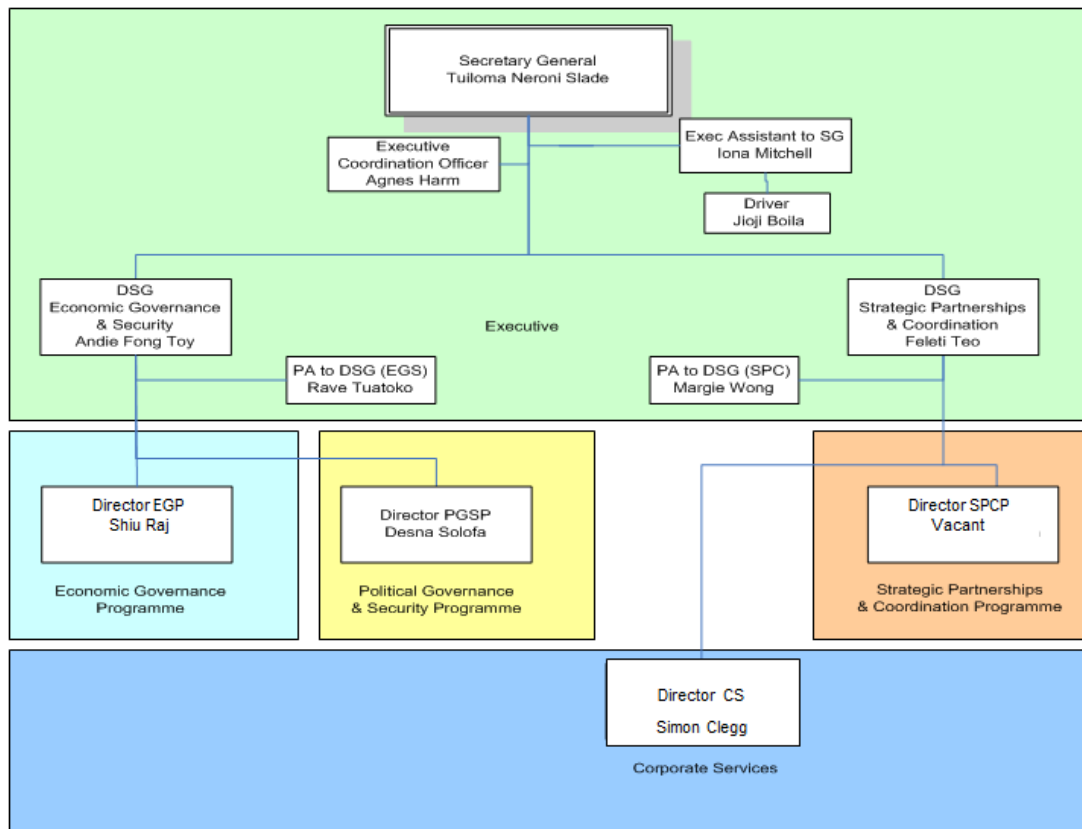 Secretary General
Tuiloma Neroni Slade
Exec Assistant to SG
Iona Mitchell
Executive
Coordination Officer
Agnes Harm
Driver
Jioji Boila
DSG
Economic Governance
& Security
Andie Fong Toy
Executive
DSG
Strategic Partnerships
& Coordination
Feleti Teo
PA to DSG (EGS)
Rave Tuatoko
PA to DSG (SPC)
Margie Wong
Director EGP
Shiu Raj
Economic Governance
Programme
Director PGSP
Desna Solofa
Political Governance
& Security Programme
Director SPCP
Vacant
Strategic Partnerships
& Coordination Programme
Director CS
Simon Clegg
Corporate Services